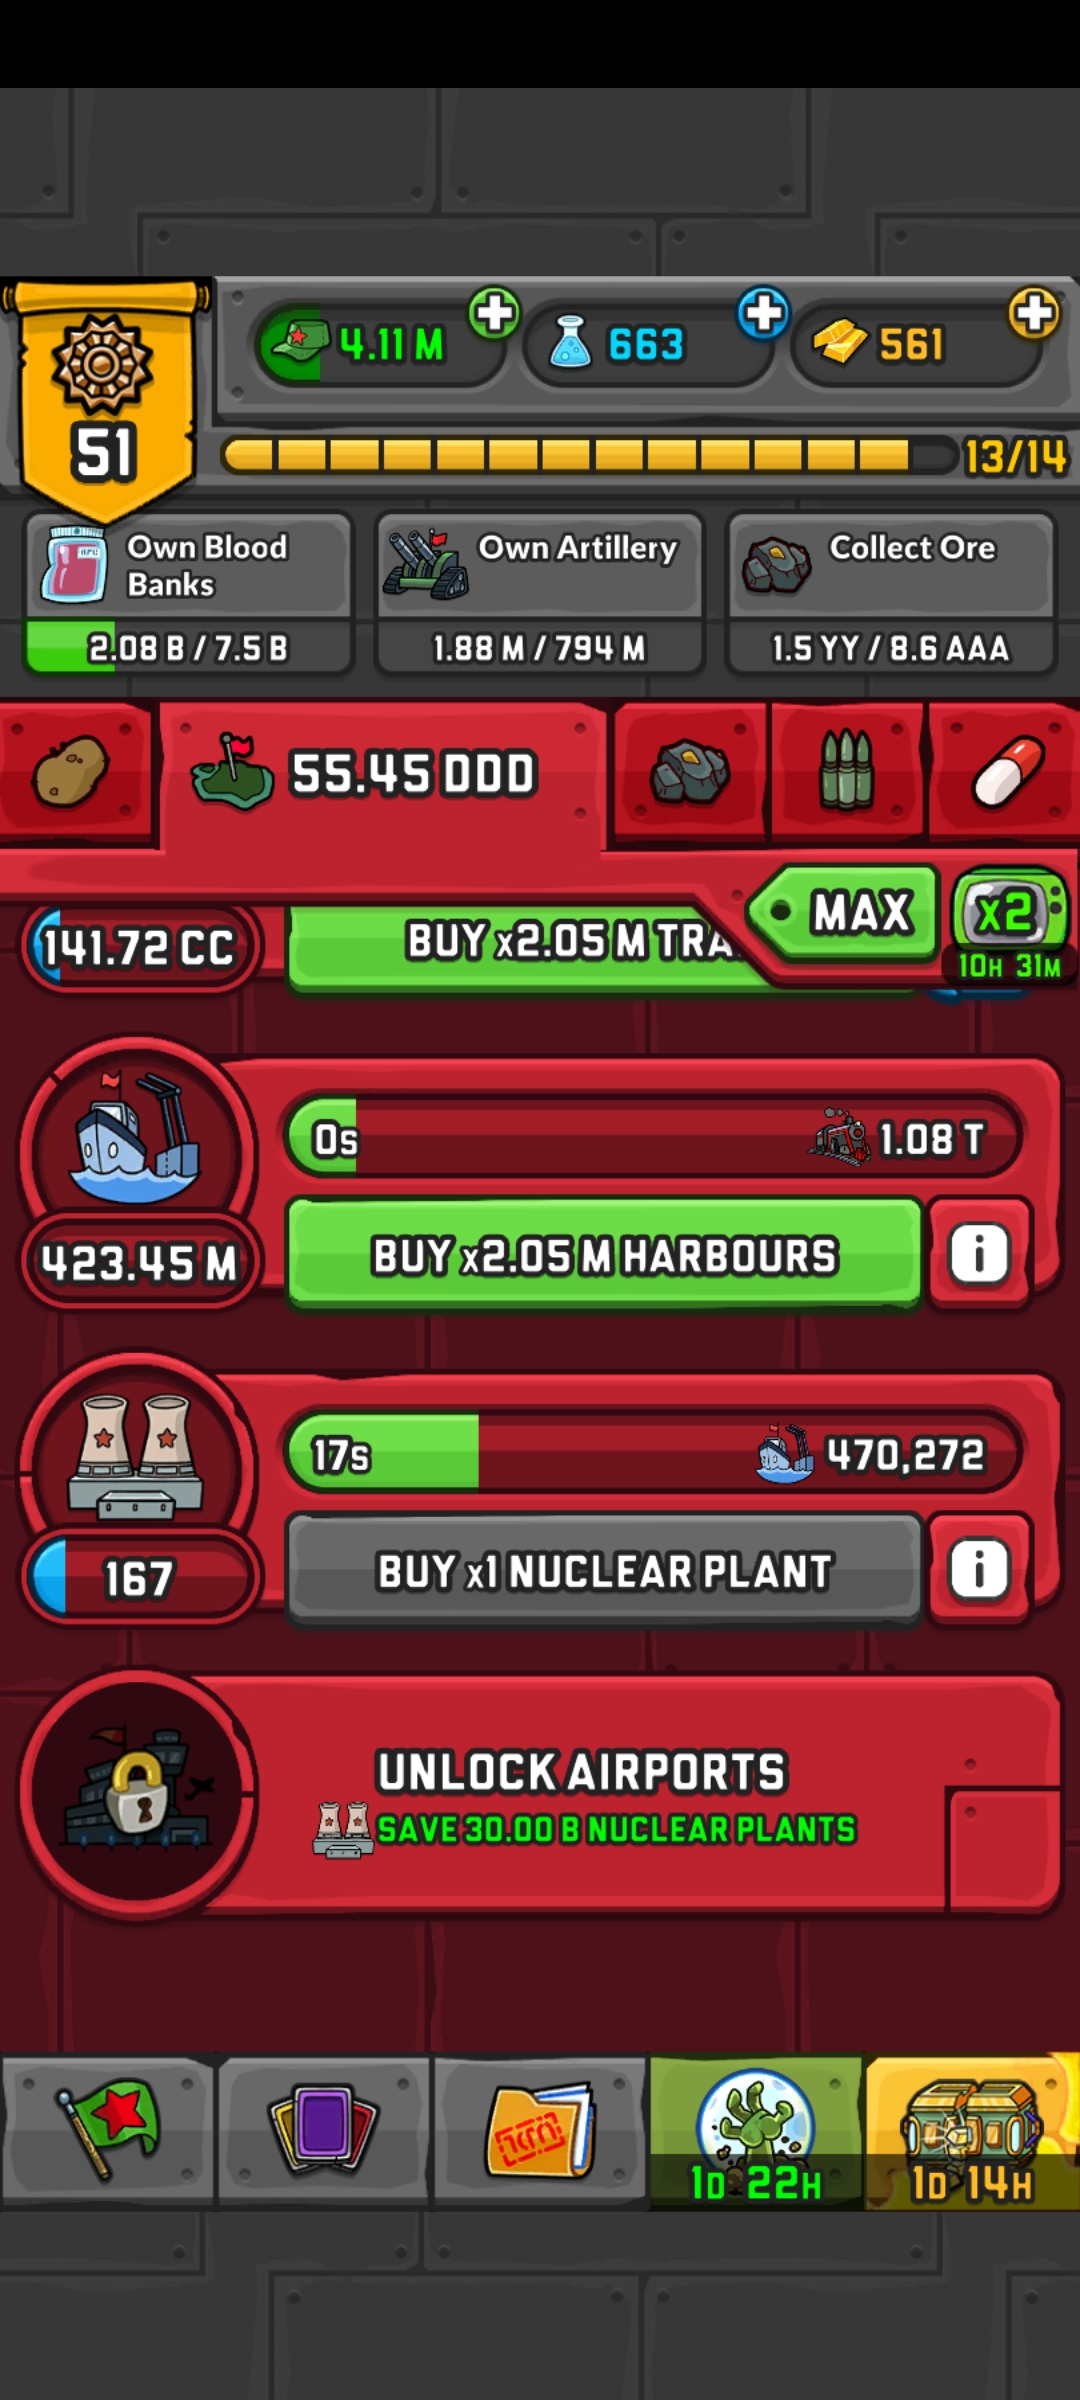 4.11 M
663
561
51
13/14
Own Blood
Banks
Own Artillery
Collect Ore
2.08 B / 7.5 B
1.88 M / 794 M
1.5 YY / 8.6 AAA
55.45 DDD
MAX
x2
10H 31M
141.72 CC
BUY x2.05 M TRA
0s
1.08 T
423.45 M
BUY x2.05 M HARBOURS
i
17s
470,272
167
BUY x1 NUCLEAR PLANT
i
UNLOCK AIRPORTS
SAVE 30.00 B NUCLEAR PLANTS
1D 22H
1D 14H